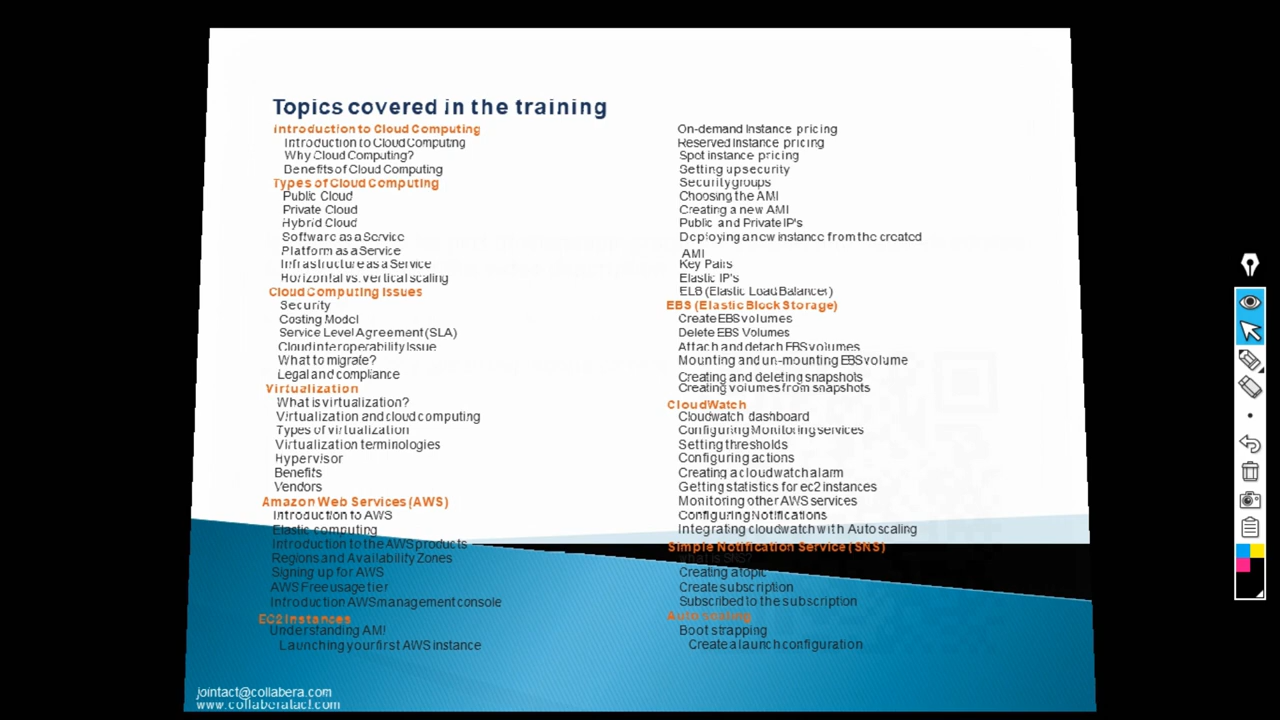 Topics covered in the training
Introduction to Cloud Computing
Introduction to Cloud Computing
Why Cloud Computing?
Benefits of Cloud Computing
Types of Cloud Computing
Public Cloud
Private Cloud
Hybrid Cloud
Software as a Service
Platform as a Service
Infrastructure as a Service
Horizontal vs. vertical scaling
Cloud Computing Issues
Security
Costing Model
Service Level Agreement (SLA)
Cloud interoperability Issue
What to migrate?
Legal and compliance
Virtualization
What is virtualization?
Virtualization and cloud computing
Types of virtualization
Virtualization terminologies
Hypervisor
Benefits
Vendors
Amazon Web Services (AWS)
Introduction to AWS
Elastic computing
Introduction to the AWS products
Regions and Availability Zones
Signing up for AWS
AWS Free usage tier
Introduction AWS management console
EC2 Instances
Understanding AMI
Launching your first AWS instance
On-demand Instance pricing
Reserved Instance pricing
Spot instance pricing
Setting up security
Security groups
Choosing the AMI
Creating a new AMI
Public and Private IP's
Deploying a new instance from the created
AMI
Key Pairs
Elastic IP's
ELB (Elastic Load Balancer)
EBS (Elastic Block Storage)
Create EBS volumes
Delete EBS Volumes
Attach and detach EBS volumes
Mounting and un-mounting EBS volume
Creating and deleting snapshots
Creating volumes from snapshots
CloudWatch
Cloudwatch dashboard
Configuring Monitoring services
Setting thresholds
Configuring actions
Creating a cloudwatch alarm
Getting statistics for ec2 instances
Monitoring other AWS services
Configuring Notifications
Integrating cloudwatch with Auto scaling
Simple Notification Service (SNS)
What is SNS?
Creating a topic
Create subscription
Subscribed to the subscription
Auto scaling
Boot strapping
Create a launch configuration
jointact@collabera.com
www.collaberatact.com